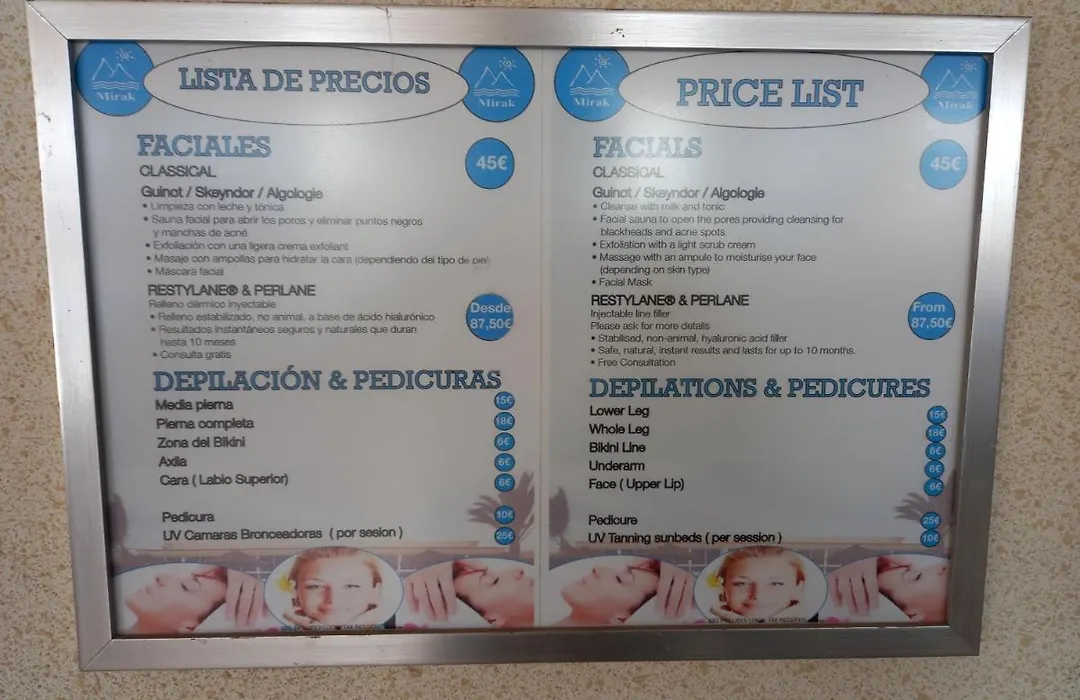 Mirak
LISTA DE PRECIOS
Mirak
FACIALES
45€
CLASSICAL
Guinot / Skeyndor / Algologie
• Limpieza con leche y tónica
• Sauna facial para abrir los poros y eliminar puntos negros
y manchas de acné
• Exfoliación con una ligera crema exfoliant
• Masaje con ampollas para hidratar la cara (dependiendo del tipo de piel
• Máscara facial
RESTYLANE® & PERLANE
Desde
87,50€
Relleno dérmico inyectable
• Relleno estabilizado, no animal, a base de ácido hialurónico
• Resultados instantáneos seguros y naturales que duran
hasta 10 meses
• Consulta gratis
DEPILACIÓN & PEDICURAS
Media pierna 15€
Pierna completa 18€
Zona del Bikini 6€
Axila 6€
Cara ( Labio Superior) 6€
Pedicura 10€
UV Camaras Bronceadoras ( por sesion ) 25€
Mirak
PRICE LIST
Mirak
FACIALS
45€
CLASSICAL
Guinot / Skeyndor / Algologie
• Cleanse with milk and tonic
• Facial sauna to open the pores providing cleansing for
blackheads and acne spots
• Exfoliation with a light scrub cream
• Massage with an ampule to moisturise your face
(depending on skin type)
• Facial Mask
RESTYLANE® & PERLANE
From
87,50€
Injectable line filler
Please ask for more details
• Stabilised, non-animal, hyaluronic acid filler
• Safe, natural, instant results and lasts for up to 10 months.
• Free Consultation
DEPILATIONS & PEDICURES
Lower Leg 15€
Whole Leg 18€
Bikini Line 6€
Underarm 6€
Face ( Upper Lip) 6€
Pedicure 25€
UV Tanning sunbeds ( per session ) 10€